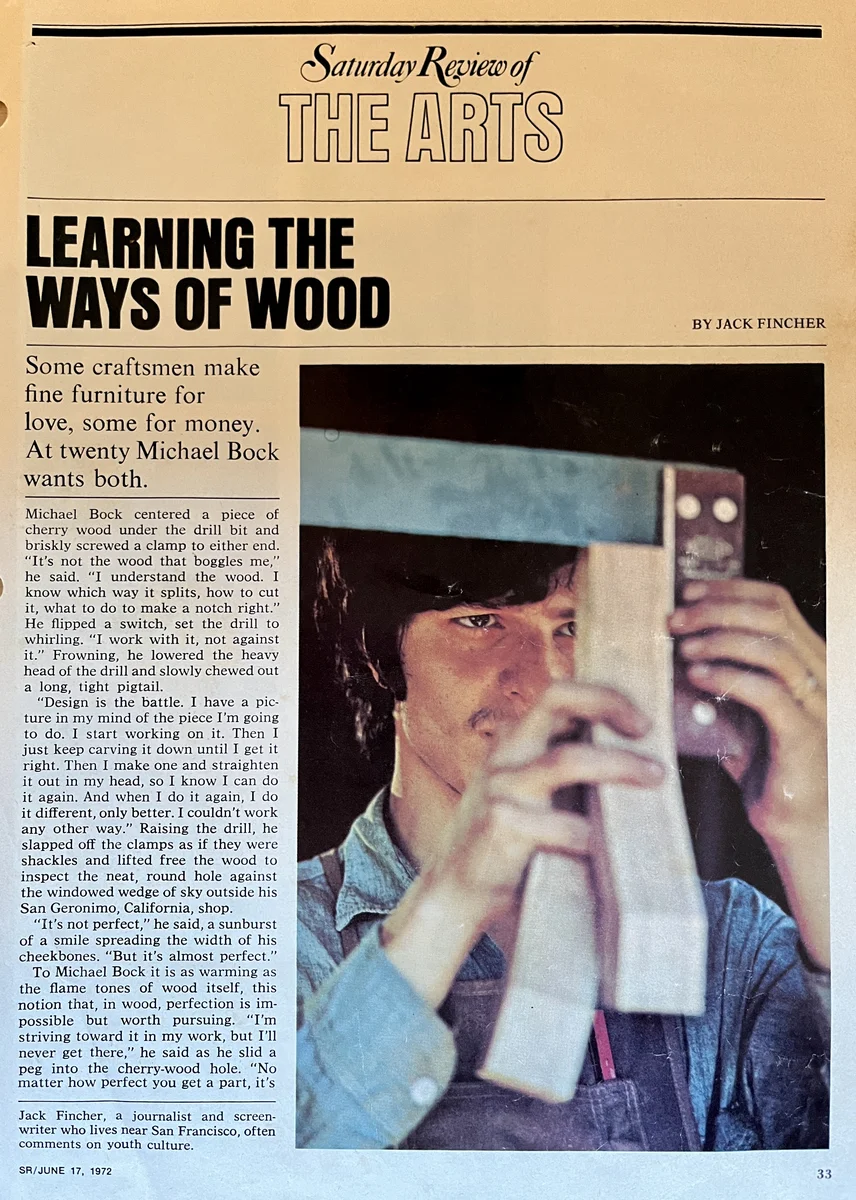 Saturday Review of
THE ARTS
LEARNING THE
WAYS OF WOOD
BY JACK FINCHER
Some craftsmen make
fine furniture for
love, some for money.
At twenty Michael Bock
wants both.
Michael Bock centered a piece of
cherry wood under the drill bit and
briskly screwed a clamp to either end.
“It's not the wood that boggles me,”
he said. “I understand the wood. I
know which way it splits, how to cut
it, what to do to make a notch right.”
He flipped a switch, set the drill to
whirling. “I work with it, not against
it.” Frowning, he lowered the heavy
head of the drill and slowly chewed out
a long, tight pigtail.
“Design is the battle. I have a pic-
ture in my mind of the piece I'm going
to do. I start working on it. Then I
just keep carving it down until I get it
right. Then I make one and straighten
it out in my head, so I know I can do
it again. And when I do it again, I do
it different, only better. I couldn't work
any other way.” Raising the drill, he
slapped off the clamps as if they were
shackles and lifted free the wood to
inspect the neat, round hole against
the windowed wedge of sky outside his
San Geronimo, California, shop.
“It's not perfect,” he said, a sunburst
of a smile spreading the width of his
cheekbones. “But it's almost perfect.”
To Michael Bock it is as warming as
the flame tones of wood itself, this
notion that, in wood, perfection is im-
possible but worth pursuing. “I'm
striving toward it in my work, but I'll
never get there,” he said as he slid a
peg into the cherry-wood hole. “No
matter how perfect you get a part, it's
Jack Fincher, a journalist and screen-
writer who lives near San Francisco, often
comments on youth culture.
SR/JUNE 17, 1972
33